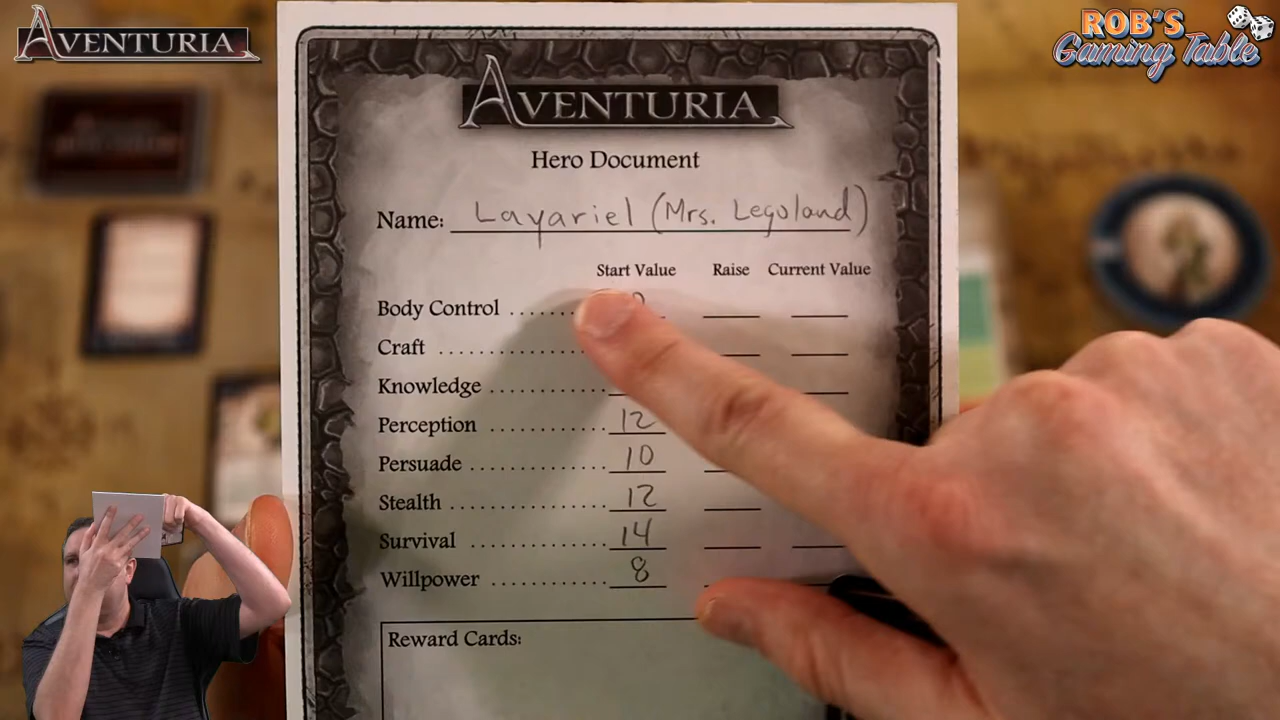 AVENTURIA
ROB'S
Gaming Table
AVENTURIA
Hero Document
Name: Layariel (Mrs. Legoland)
Start Value Raise Current Value
Body Control
Craft
Knowledge
Perception 12
Persuade 10
Stealth 12
Survival 14
Willpower 8
Reward Cards: